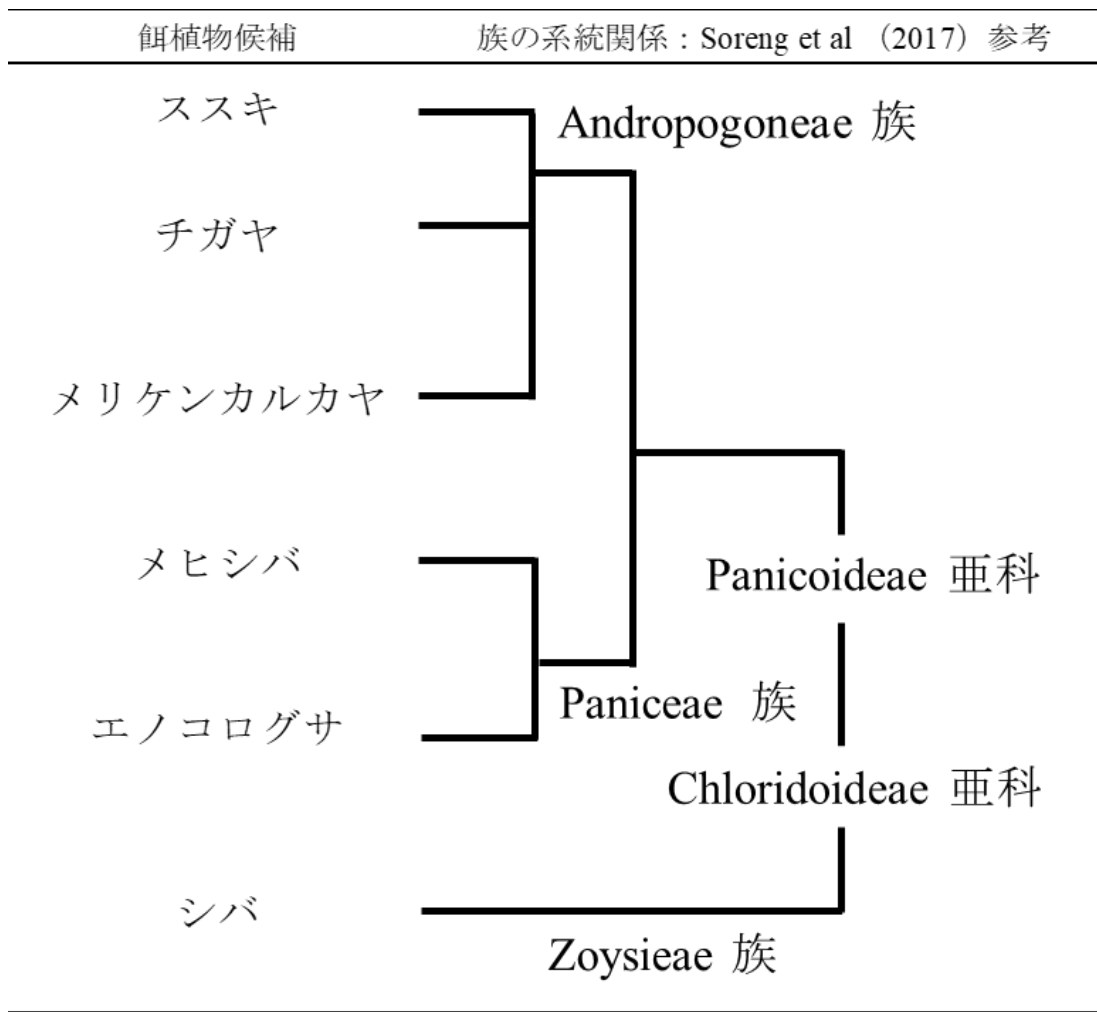 餌植物候補 族の系統関係：Soreng et al （2017）参考
ススキ
Andropogoneae 族
チガヤ
メリケンカルカヤ
メヒシバ
Panicoideae 亜科
エノコログサ
Paniceae 族
Chloridoideae 亜科
シバ
Zoysieae 族